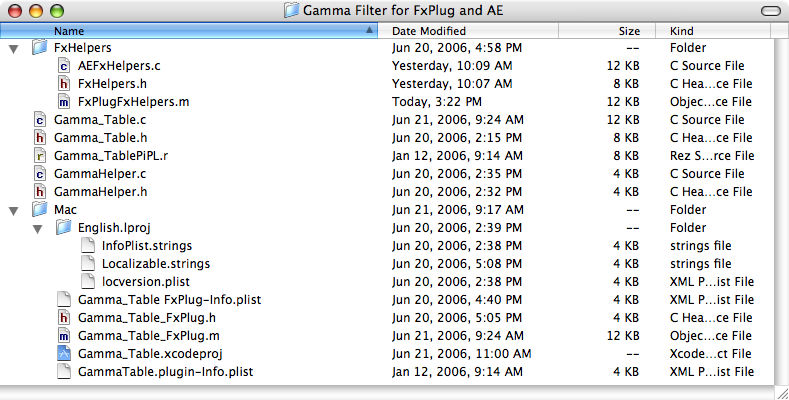 Gamma Filter for FxPlug and AE
Name Date Modified Size Kind
FxHelpers Jun 20, 2006, 4:58 PM -- Folder
AEFxHelpers.c Yesterday, 10:09 AM 12 KB C Source File
FxHelpers.h Yesterday, 10:07 AM 8 KB C Hea...ce File
FxPlugFxHelpers.m Today, 3:22 PM 12 KB Objec...ce File
Gamma_Table.c Jun 21, 2006, 9:24 AM 12 KB C Source File
Gamma_Table.h Jun 20, 2006, 2:15 PM 8 KB C Hea...ce File
Gamma_TablePiPL.r Jan 12, 2006, 9:14 AM 8 KB Rez S...rce File
GammaHelper.c Jun 20, 2006, 2:35 PM 4 KB C Source File
GammaHelper.h Jun 20, 2006, 2:32 PM 4 KB C Hea...ce File
Mac Jun 21, 2006, 9:17 AM -- Folder
English.lproj Jun 20, 2006, 2:39 PM -- Folder
InfoPlist.strings Jun 20, 2006, 2:38 PM 4 KB strings file
Localizable.strings Jun 20, 2006, 5:08 PM 4 KB strings file
locversion.plist Jun 20, 2006, 2:38 PM 4 KB XML P...ist File
Gamma_Table FxPlug-Info.plist Jun 20, 2006, 4:40 PM 4 KB XML P...ist File
Gamma_Table_FxPlug.h Jun 20, 2006, 5:05 PM 4 KB C Hea...ce File
Gamma_Table_FxPlug.m Jun 21, 2006, 9:24 AM 12 KB Objec...ce File
Gamma_Table.xcodeproj Jun 21, 2006, 11:00 AM -- Xcode...ct File
GammaTable.plugin-Info.plist Jan 12, 2006, 9:14 AM 4 KB XML P...ist File